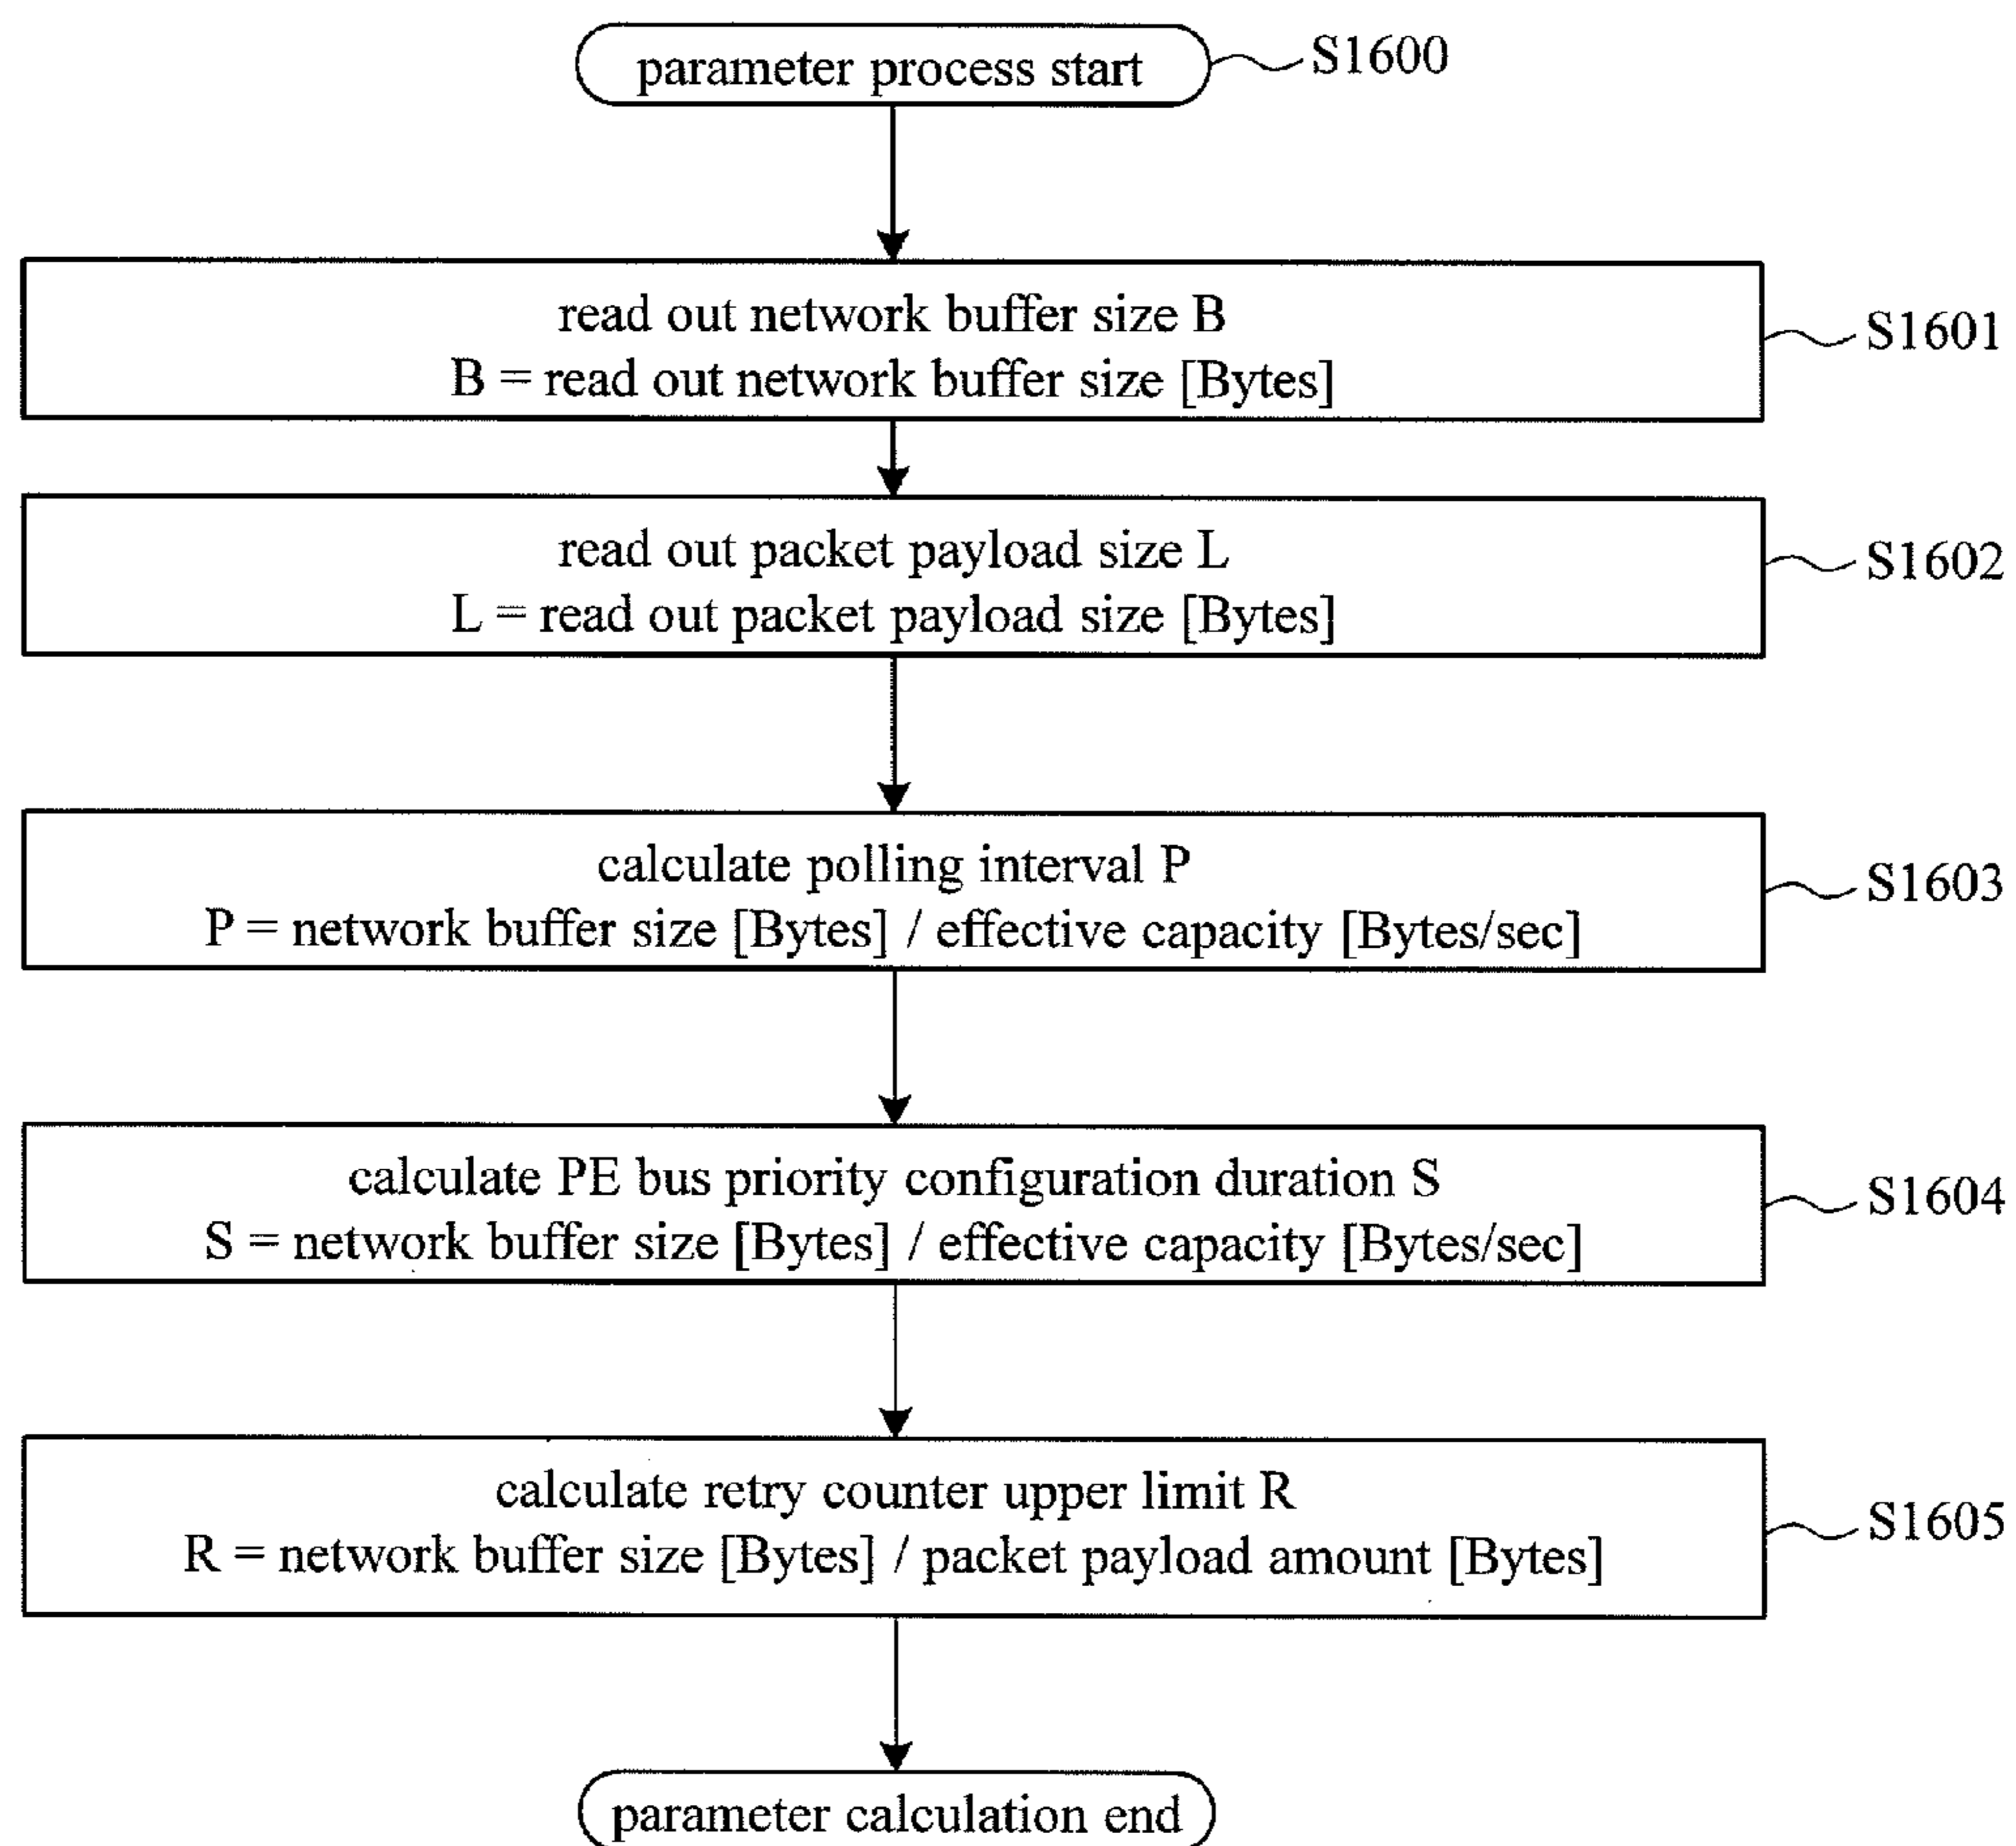 parameter process start
S1600
read out network buffer size B
B = read out network buffer size [Bytes]
S1601
read out packet payload size L
L = read out packet payload size [Bytes]
S1602
calculate polling interval P
P = network buffer size [Bytes] / effective capacity [Bytes/sec]
S1603
calculate PE bus priority configuration duration S
S = network buffer size [Bytes] / effective capacity [Bytes/sec]
S1604
calculate retry counter upper limit R
R = network buffer size [Bytes] / packet payload amount [Bytes]
S1605
parameter calculation end